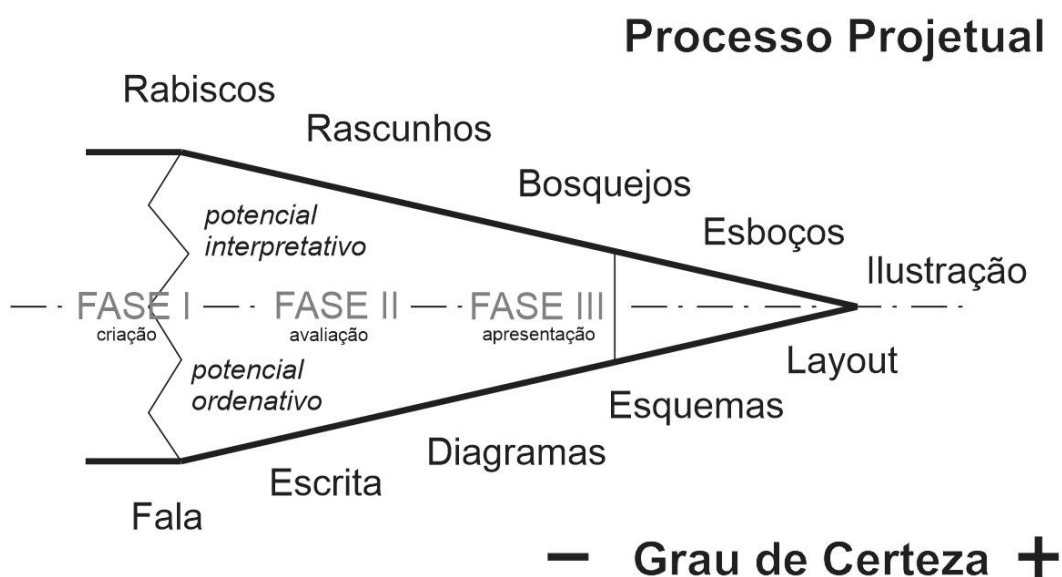 Processo Projetual
Rabiscos
Rascunhos
Bosquejos
Esboços
Ilustração
potencial
interpretativo
FASE I
criação
FASE II
avaliação
FASE III
apresentação
potencial
ordenativo
Layout
Esquemas
Diagramas
Escrita
Fala
− Grau de Certeza +